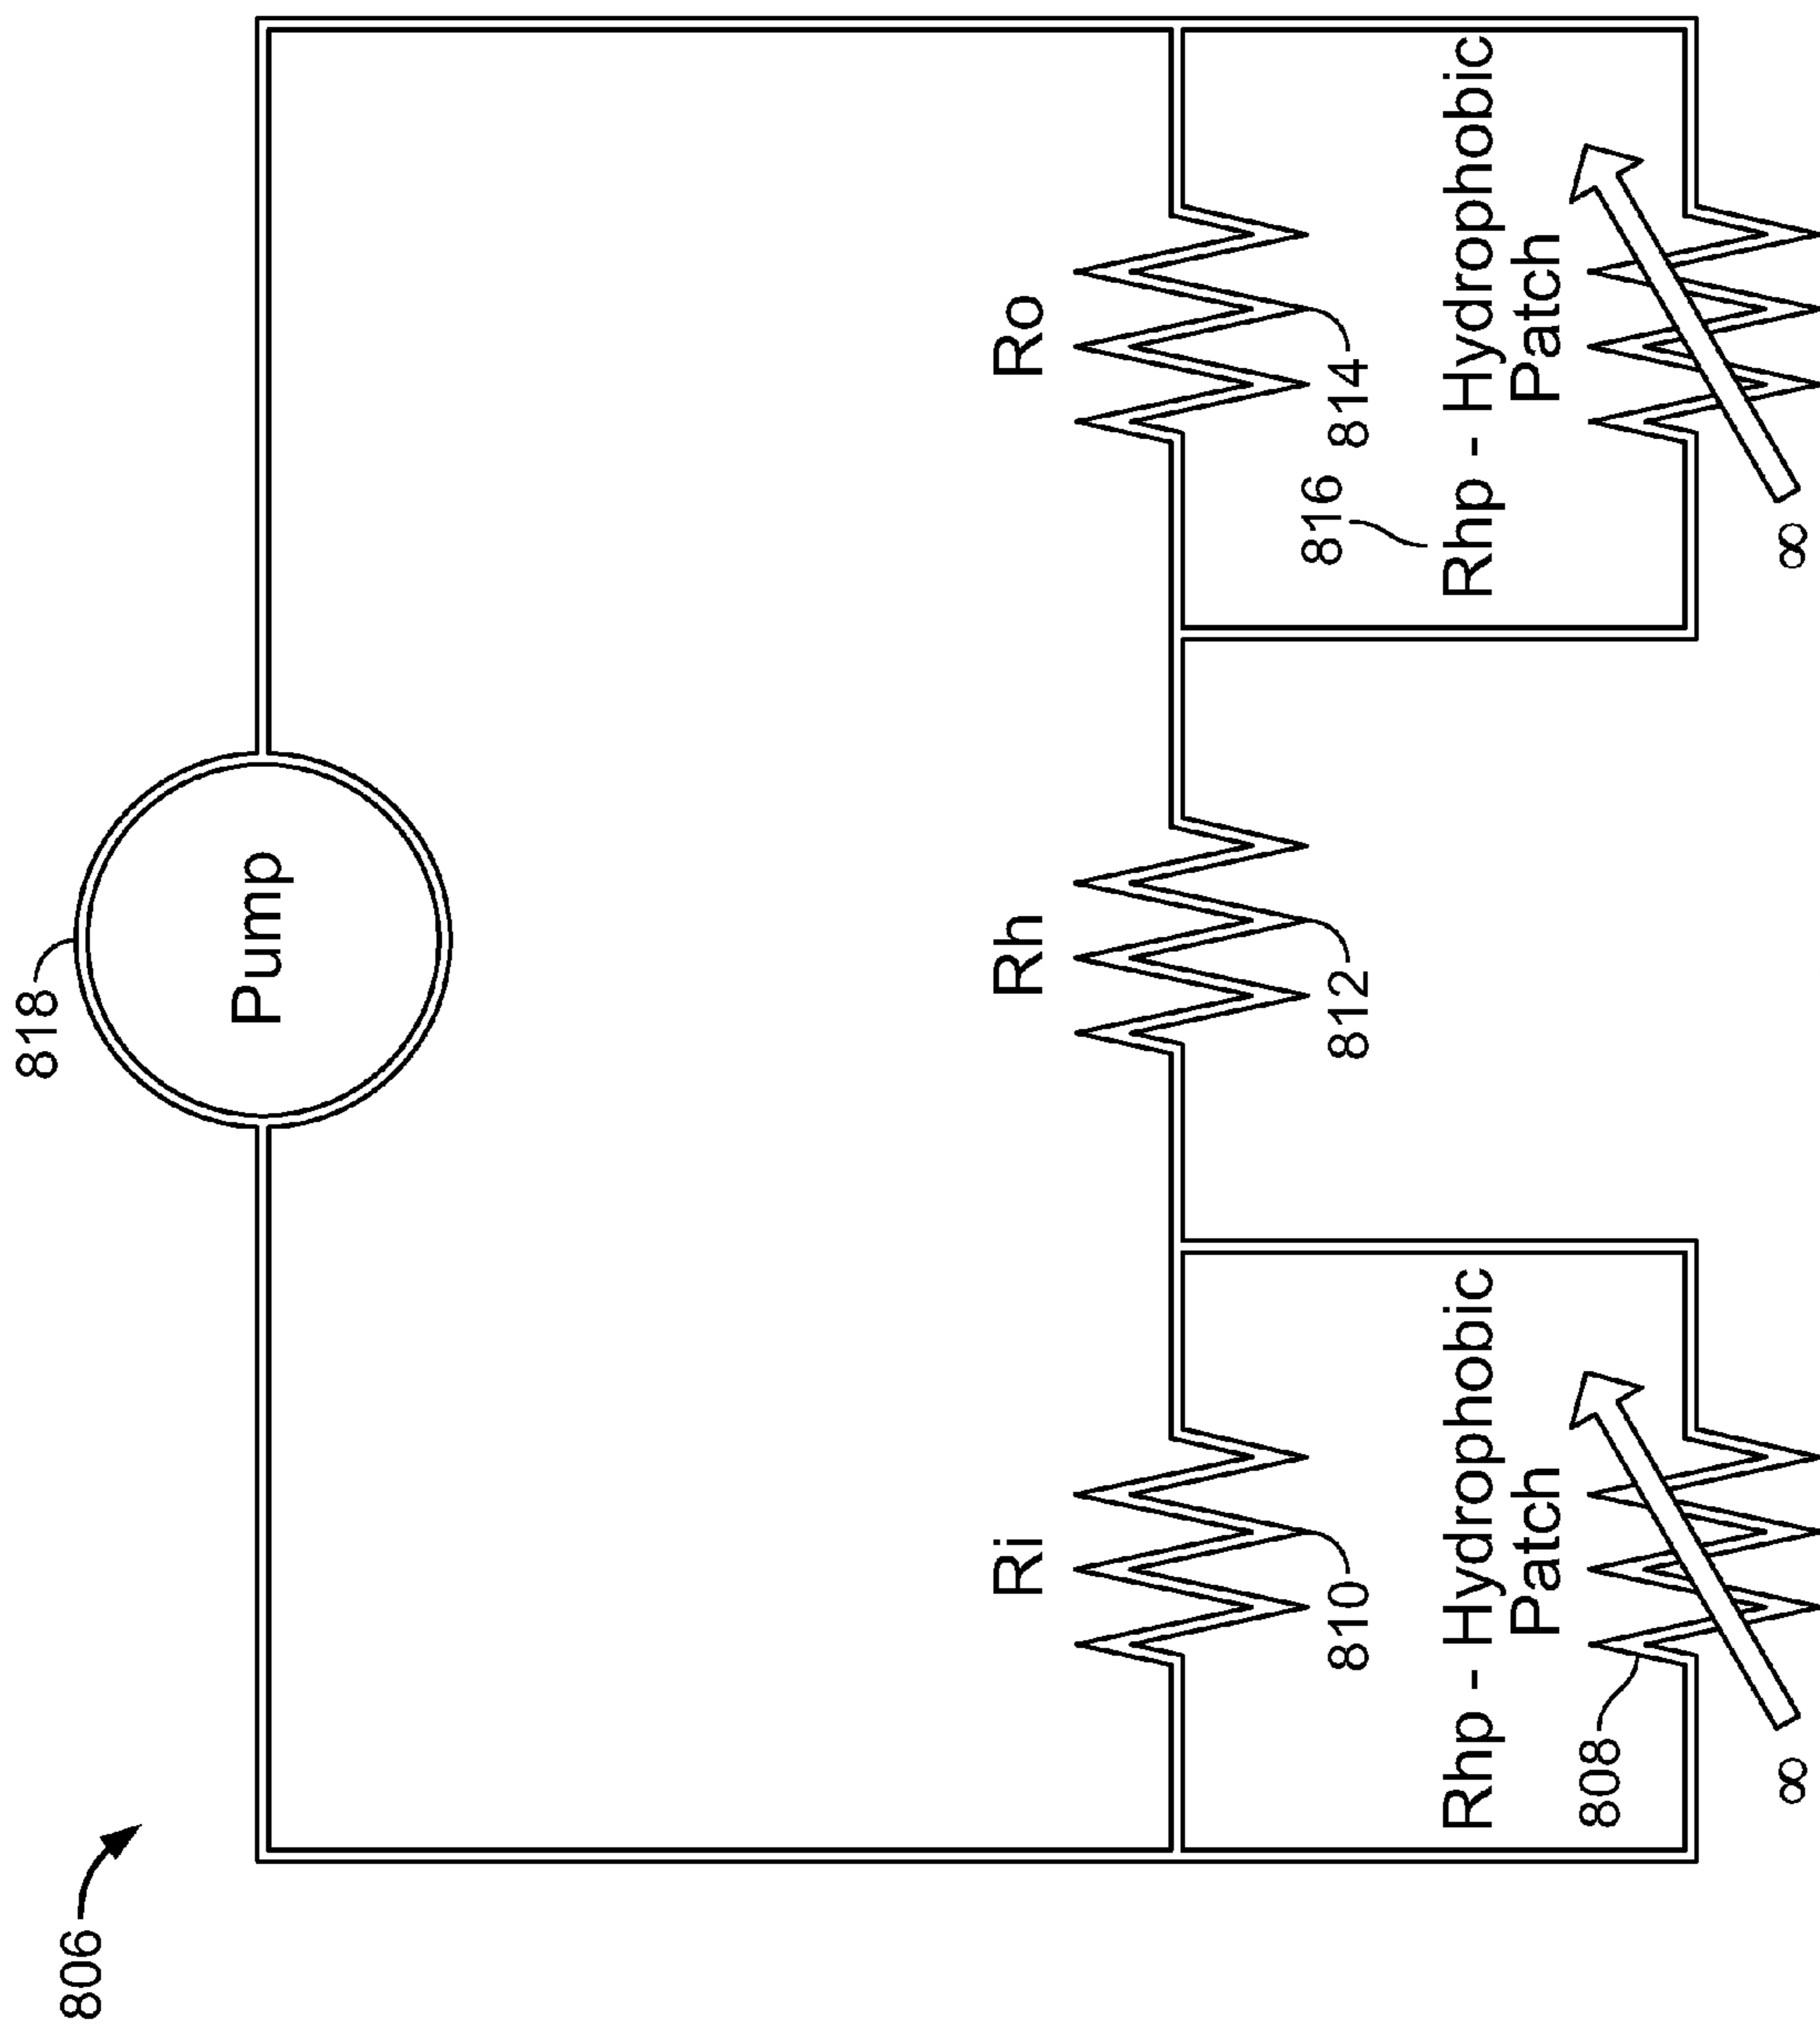 818
806
Pump
Ri
Rh
Ro
810
812
814
816
Rhp - Hydrophobic
Patch
Rhp - Hydrophobic
Patch
808
∞
∞